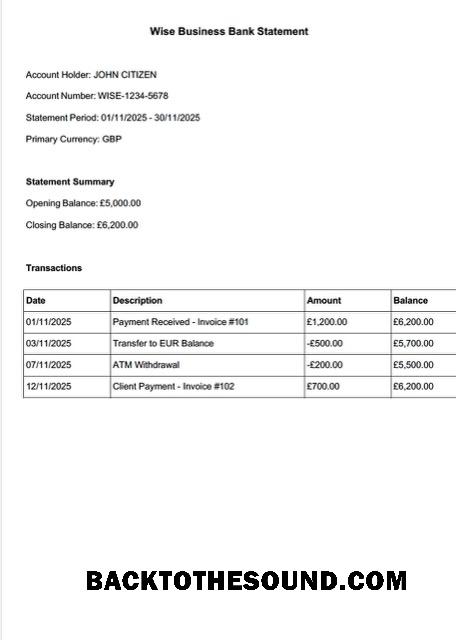 Wise Business Bank Statement
Account Holder: JOHN CITIZEN
Account Number: WISE-1234-5678
Statement Period: 01/11/2025 - 30/11/2025
Primary Currency: GBP
Statement Summary
Opening Balance: £5,000.00
Closing Balance: £6,200.00
Transactions
Date Description Amount Balance
01/11/2025 Payment Received - Invoice #101 £1,200.00 £6,200.00
03/11/2025 Transfer to EUR Balance -£500.00 £5,700.00
07/11/2025 ATM Withdrawal -£200.00 £5,500.00
12/11/2025 Client Payment - Invoice #102 £700.00 £6,200.00
BACKTOTHESOUND.COM